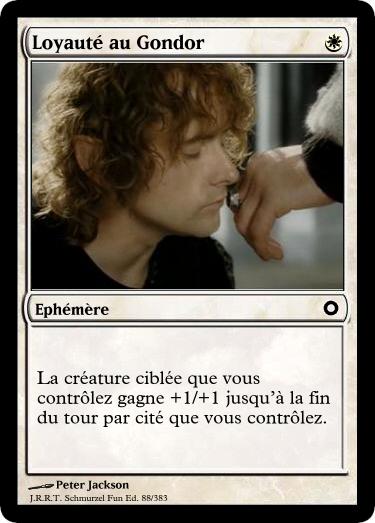 Loyauté au Gondor
Ephémère
La créature ciblée que vous
contrôlez gagne +1/+1 jusqu'à la fin
du tour par cité que vous contrôlez.
Peter Jackson
J.R.R.T. Schmurzel Fun Ed. 88/383